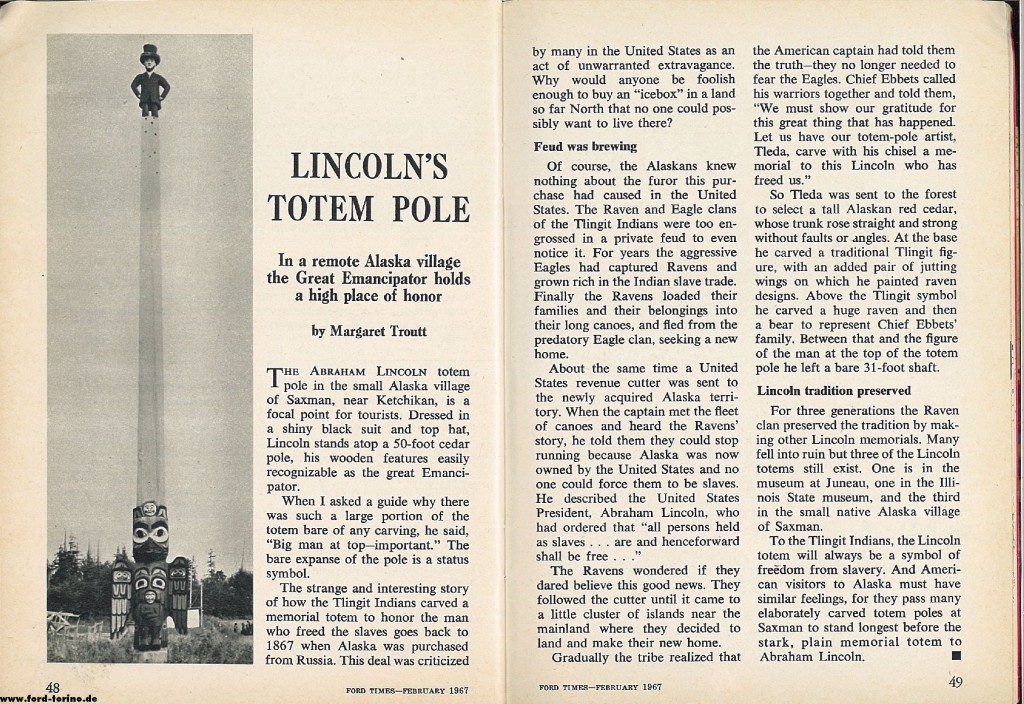 LINCOLN'S
TOTEM POLE
In a remote Alaska village
the Great Emancipator holds
a high place of honor
by Margaret Troutt
THE ABRAHAM LINCOLN totem
pole in the small Alaska village
of Saxman, near Ketchikan, is a
focal point for tourists. Dressed in
a shiny black suit and top hat,
Lincoln stands atop a 50-foot cedar
pole, his wooden features easily
recognizable as the great Emanci-
pator.
When I asked a guide why there
was such a large portion of the
totem bare of any carving, he said,
"Big man at top—important." The
bare expanse of the pole is a status
symbol.
The strange and interesting story
of how the Tlingit Indians carved a
memorial totem to honor the man
who freed the slaves goes back to
1867 when Alaska was purchased
from Russia. This deal was criticized
48
FORD TIMES—FEBRUARY 1967
www.ford-torino.de
by many in the United States as an
act of unwarranted extravagance.
Why would anyone be foolish
enough to buy an "icebox" in a land
so far North that no one could pos-
sibly want to live there?
Feud was brewing
Of course, the Alaskans knew
nothing about the furor this pur-
chase had caused in the United
States. The Raven and Eagle clans
of the Tlingit Indians were too en-
grossed in a private feud to even
notice it. For years the aggressive
Eagles had captured Ravens and
grown rich in the Indian slave trade.
Finally the Ravens loaded their
families and their belongings into
their long canoes, and fled from the
predatory Eagle clan, seeking a new
home.
About the same time a United
States revenue cutter was sent to
the newly acquired Alaska terri-
tory. When the captain met the fleet
of canoes and heard the Ravens'
story, he told them they could stop
running because Alaska was now
owned by the United States and no
one could force them to be slaves.
He described the United States
President, Abraham Lincoln, who
had ordered that "all persons held
as slaves . . . are and henceforward
shall be free . . ."
The Ravens wondered if they
dared believe this good news. They
followed the cutter until it came to
a little cluster of islands near the
mainland where they decided to
land and make their new home.
Gradually the tribe realized that
the American captain had told them
the truth—they no longer needed to
fear the Eagles. Chief Ebbets called
his warriors together and told them,
"We must show our gratitude for
this great thing that has happened.
Let us have our totem-pole artist,
Tleda, carve with his chisel a me-
morial to this Lincoln who has
freed us."
So Tleda was sent to the forest
to select a tall Alaskan red cedar,
whose trunk rose straight and strong
without faults or angles. At the base
he carved a traditional Tlingit fig-
ure, with an added pair of jutting
wings on which he painted raven
designs. Above the Tlingit symbol
he carved a huge raven and then
a bear to represent Chief Ebbets'
family. Between that and the figure
of the man at the top of the totem
pole he left a bare 31-foot shaft.
Lincoln tradition preserved
For three generations the Raven
clan preserved the tradition by mak-
ing other Lincoln memorials. Many
fell into ruin but three of the Lincoln
totems still exist. One is in the
museum at Juneau, one in the Illi-
nois State museum, and the third
in the small native Alaska village
of Saxman.
To the Tlingit Indians, the Lincoln
totem will always be a symbol of
freedom from slavery. And Ameri-
can visitors to Alaska must have
similar feelings, for they pass many
elaborately carved totem poles at
Saxman to stand longest before the
stark, plain memorial totem to
Abraham Lincoln. ■
FORD TIMES—FEBRUARY 1967
49